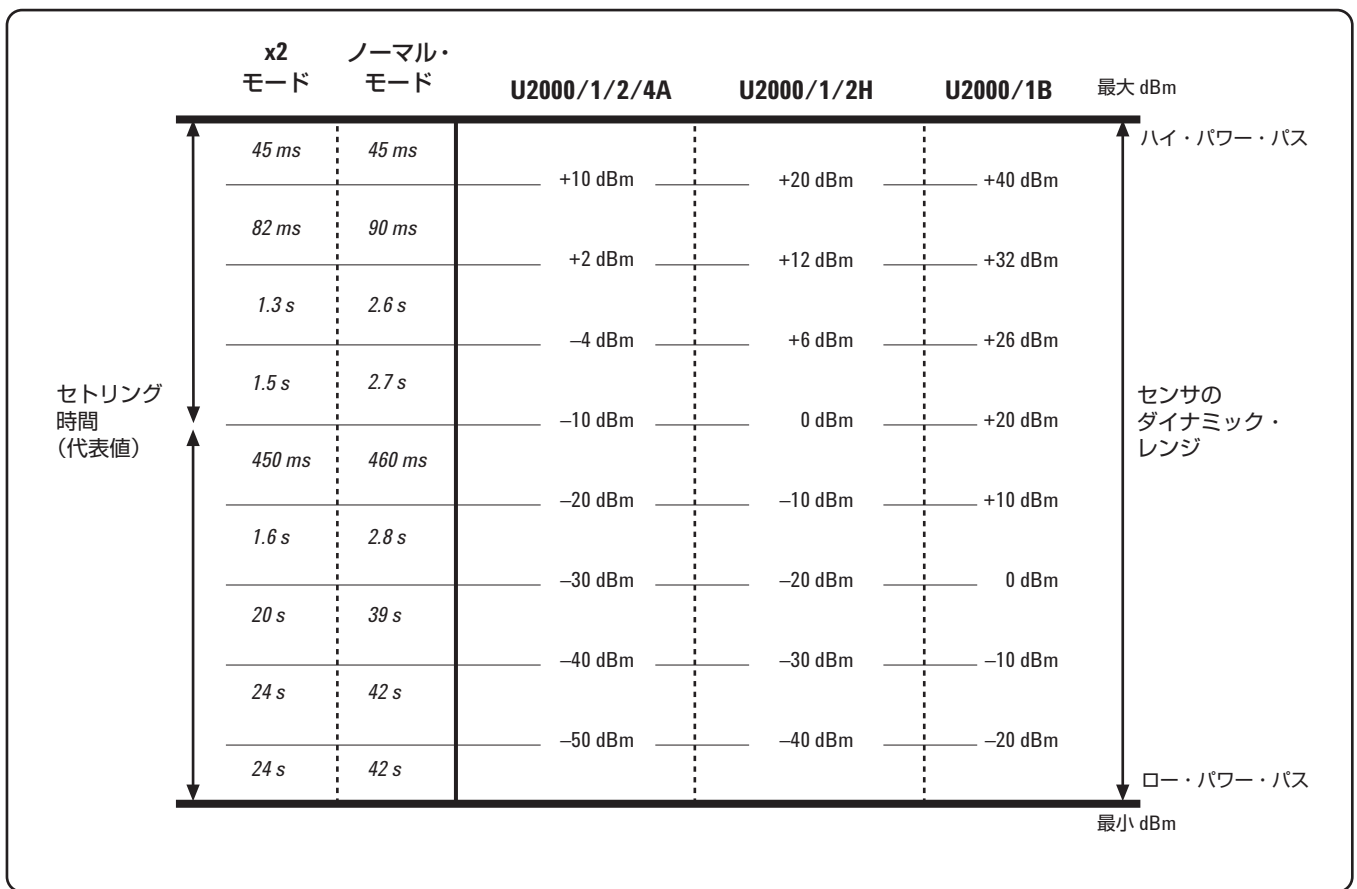 x2
モード
ノーマル・
モード
U2000/1/2/4A
U2000/1/2H
U2000/1B
最大 dBm
ハイ・パワー・パス
45 ms 45 ms
+10 dBm +20 dBm +40 dBm
82 ms 90 ms
+2 dBm +12 dBm +32 dBm
1.3 s 2.6 s
–4 dBm +6 dBm +26 dBm
1.5 s 2.7 s
セトリング
時間
(代表値)
–10 dBm 0 dBm +20 dBm
センサの
ダイナミック・
レンジ
450 ms 460 ms
–20 dBm –10 dBm +10 dBm
1.6 s 2.8 s
–30 dBm –20 dBm 0 dBm
20 s 39 s
–40 dBm –30 dBm –10 dBm
24 s 42 s
–50 dBm –40 dBm –20 dBm
24 s 42 s
ロー・パワー・パス
最小 dBm